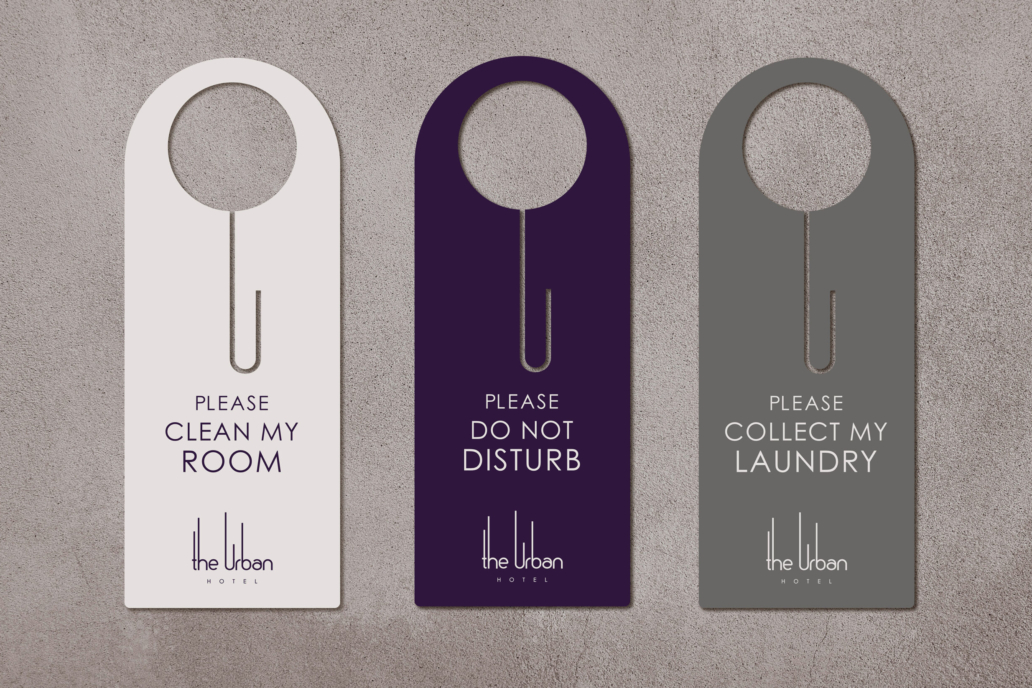 PLEASE
CLEAN MY
ROOM
the Urban
HOTEL
PLEASE
DO NOT
DISTURB
the Urban
HOTEL
PLEASE
COLLECT MY
LAUNDRY
the Urban
HOTEL